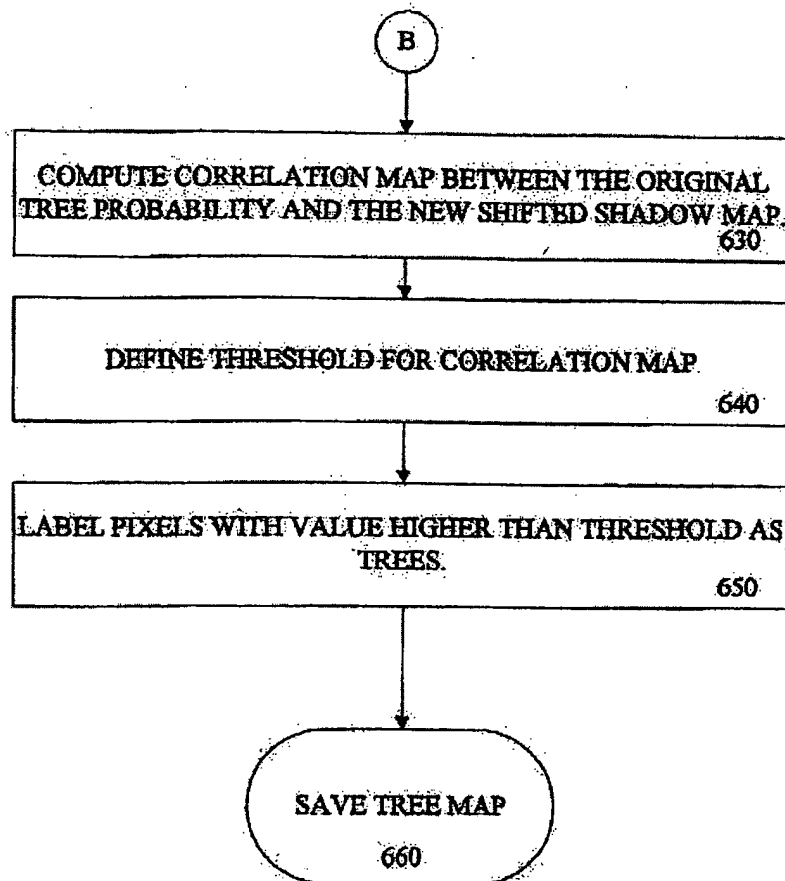 B
COMPUTE CORRELATION MAP BETWEEN THE ORIGINAL
TREE PROBABILITY AND THE NEW SHIFTED SHADOW MAP.
630
DEFINE THRESHOLD FOR CORRELATION MAP
640
LABEL PIXELS WITH VALUE HIGHER THAN THRESHOLD AS
TREES.
650
SAVE TREE MAP
660